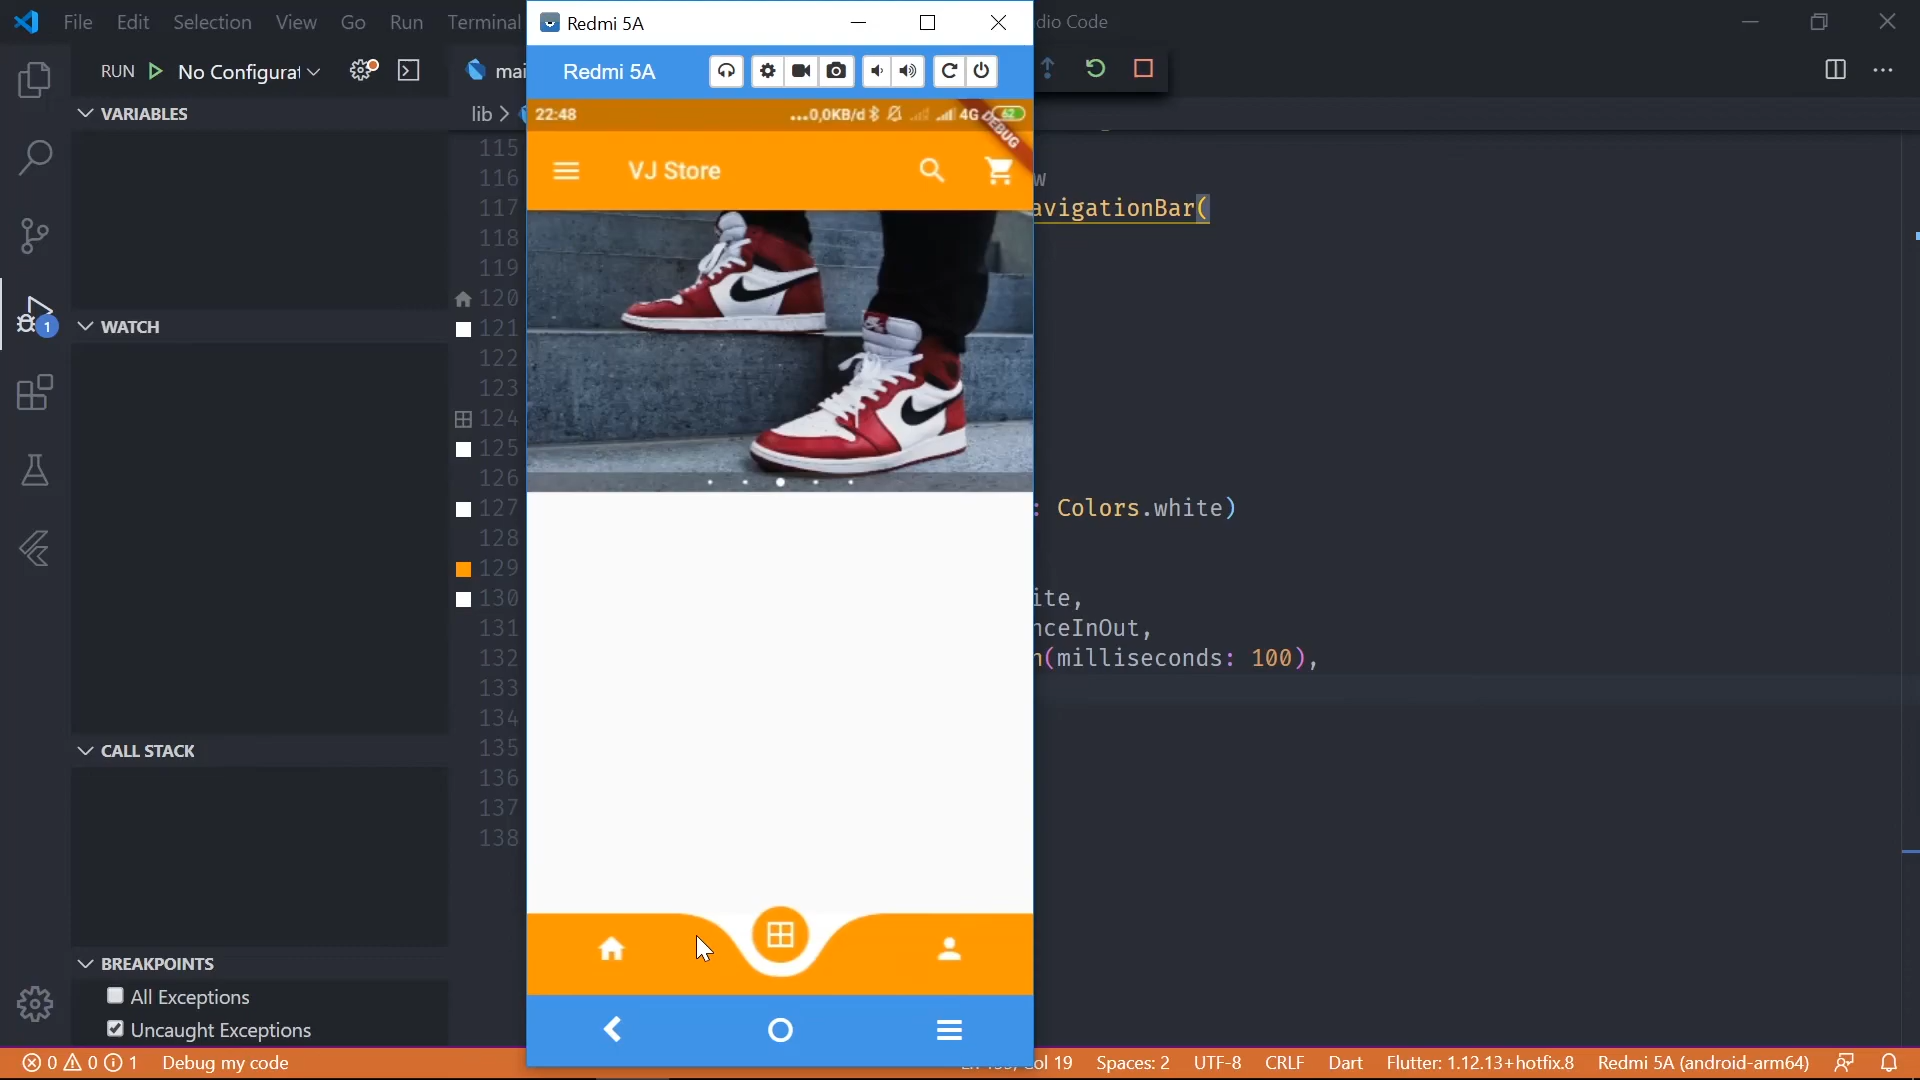 File Edit Selection View Go Run Terminal
Redmi 5A
dio Code
RUN No Configurat
Redmi 5A
VARIABLES
lib
22:48 ...0,0KB/d 4G 62
DEBUG
VJ Store
115
116
117 avigationBar(
118
119
120
121
122
123
124
125
126
127 : Colors.white)
128
129
130 ite,
131 nceInOut,
132 n(milliseconds: 100),
133
134
135
136
137
138
1
WATCH
CALL STACK
BREAKPOINTS
All Exceptions
Uncaught Exceptions
0 0 1 Debug my code
Col 19 Spaces: 2 UTF-8 CRLF Dart Flutter: 1.12.13+hotfix.8 Redmi 5A (android-arm64)